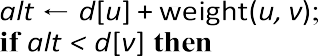 alt ← d[u] + weight(u, v);
if alt < d[v] then